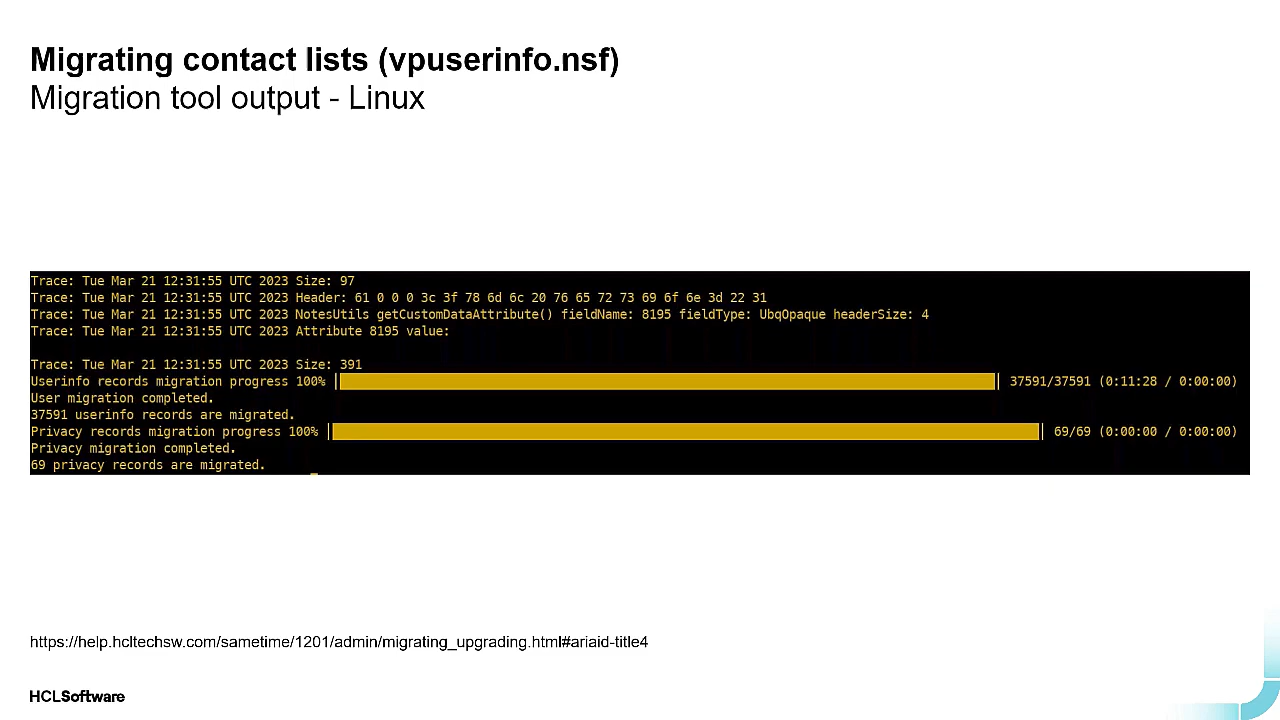 Migrating contact lists (vpuserinfo.nsf)
Migration tool output - Linux
Trace: Tue Mar 21 12:31:55 UTC 2023 Size: 97
Trace: Tue Mar 21 12:31:55 UTC 2023 Header: 61 0 0 0 3c 3f 78 6d 6c 20 76 65 72 73 69 6f 6e 3d 22 31
Trace: Tue Mar 21 12:31:55 UTC 2023 NotesUtils getCustomDataAttribute() fieldName: 8195 fieldType: UbqOpaque headerSize: 4
Trace: Tue Mar 21 12:31:55 UTC 2023 Attribute 8195 value:
Trace: Tue Mar 21 12:31:55 UTC 2023 Size: 391
Userinfo records migration progress 100% | | 37591/37591 (0:11:28 / 0:00:00)
User migration completed.
37591 userinfo records are migrated.
Privacy records migration progress 100% | | 69/69 (0:00:00 / 0:00:00)
Privacy migration completed.
69 privacy records are migrated.
https://help.hcltechsw.com/sametime/1201/admin/migrating_upgrading.html#ariaid-title4
HCLSoftware